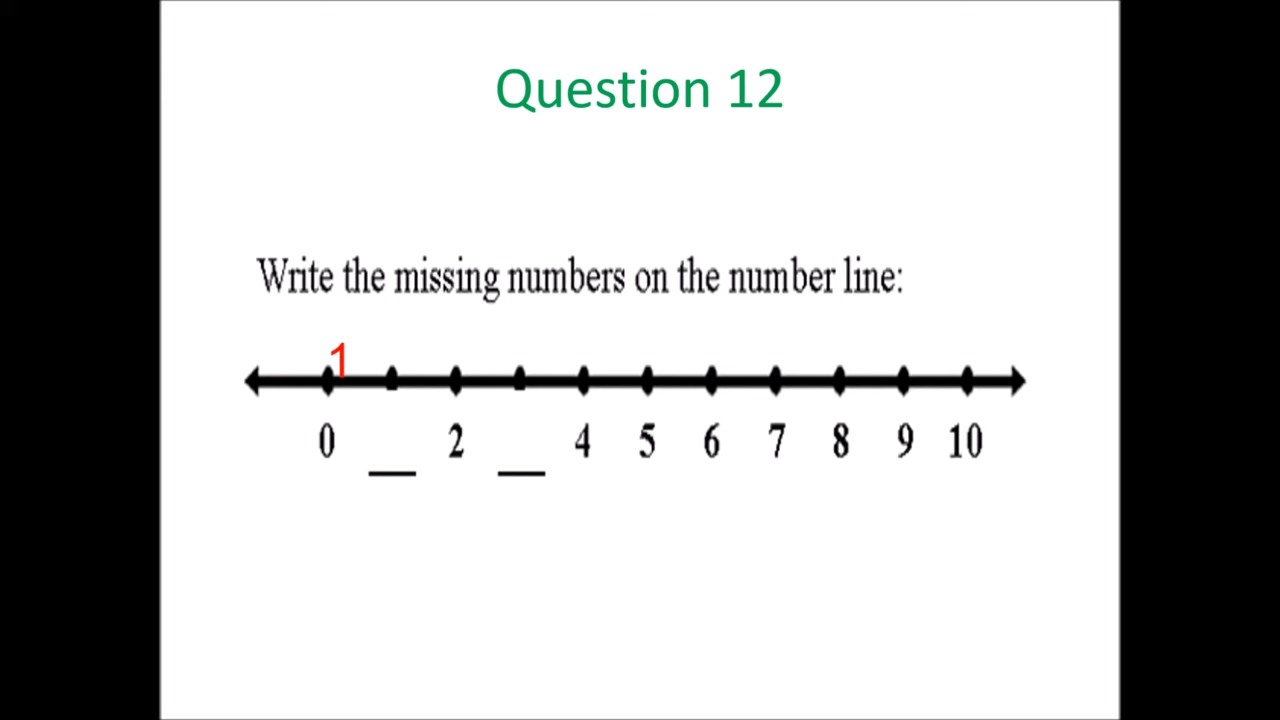 Question 12
Write the missing numbers on the number line:
1
0 __ 2 __ 4 5 6 7 8 9 10